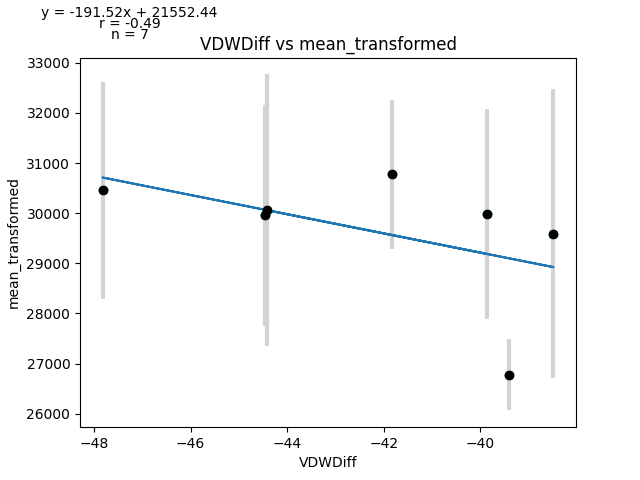 y = -191.52x + 21552.44
r = -0.49
n = 7
VDWDiff vs mean_transformed
33000
32000
31000
30000
29000
28000
27000
26000
mean_transformed
−48
−46
−44
−42
−40
VDWDiff